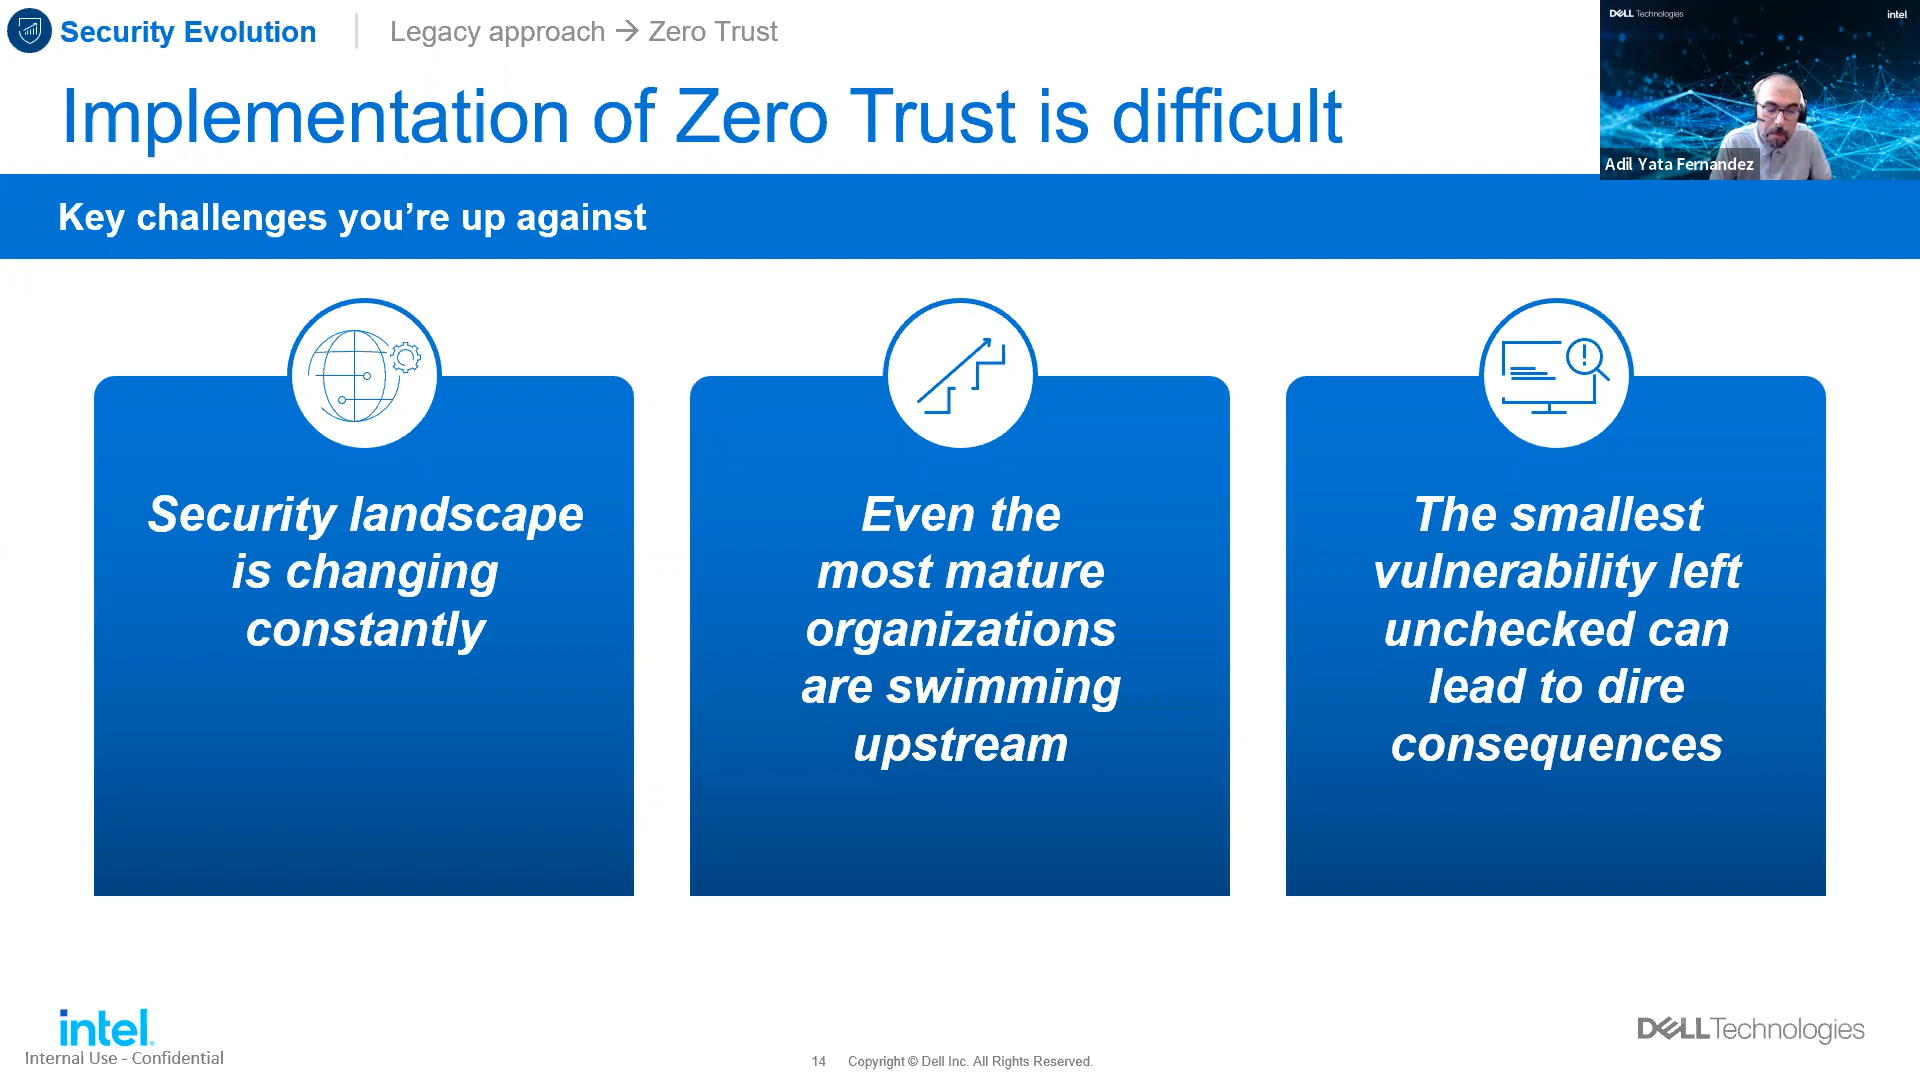 Security Evolution
Legacy approach → Zero Trust
DELL Technologies
intel
Implementation of Zero Trust is difficult
Adil Yata Fernandez
Key challenges you’re up against
Security landscape
is changing
constantly
Even the
most mature
organizations
are swimming
upstream
The smallest
vulnerability left
unchecked can
lead to dire
consequences
intel.
Internal Use - Confidential
14
Copyright © Dell Inc. All Rights Reserved.
DELL Technologies